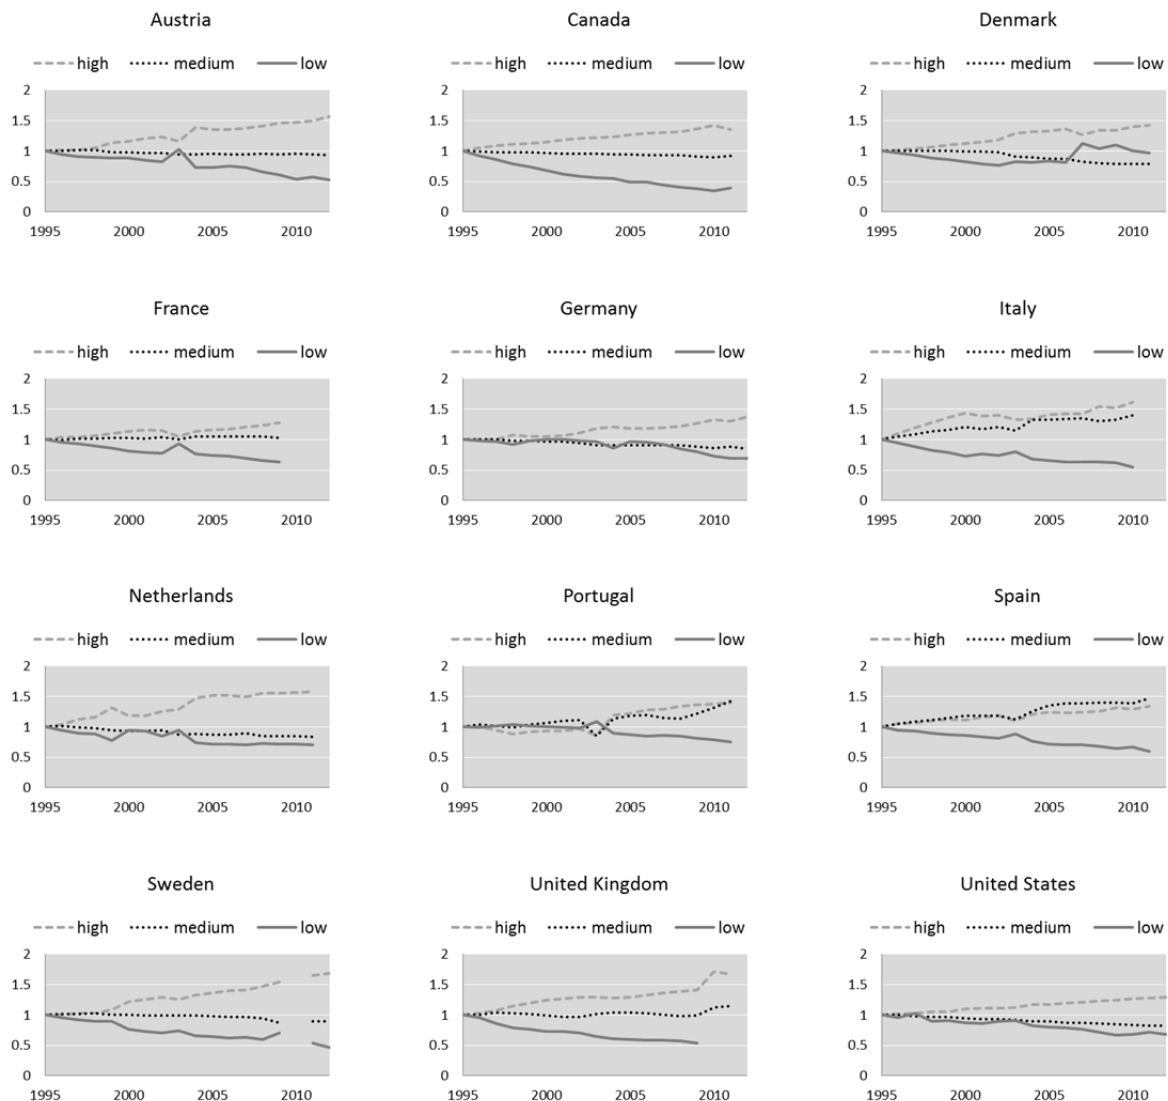 Austria Canada Denmark
high medium low high medium low high medium low
2 2 2
1.5 1.5 1.5
1 1 1
0.5 0.5 0.5
0 0 0
1995 2000 2005 2010 1995 2000 2005 2010 1995 2000 2005 2010
France Germany Italy
high medium low high medium low high medium low
2 2 2
1.5 1.5 1.5
1 1 1
0.5 0.5 0.5
0 0 0
1995 2000 2005 2010 1995 2000 2005 2010 1995 2000 2005 2010
Netherlands Portugal Spain
high medium low high medium low high medium low
2 2 2
1.5 1.5 1.5
1 1 1
0.5 0.5 0.5
0 0 0
1995 2000 2005 2010 1995 2000 2005 2010 1995 2000 2005 2010
Sweden United Kingdom United States
high medium low high medium low high medium low
2 2 2
1.5 1.5 1.5
1 1 1
0.5 0.5 0.5
0 0 0
1995 2000 2005 2010 1995 2000 2005 2010 1995 2000 2005 2010